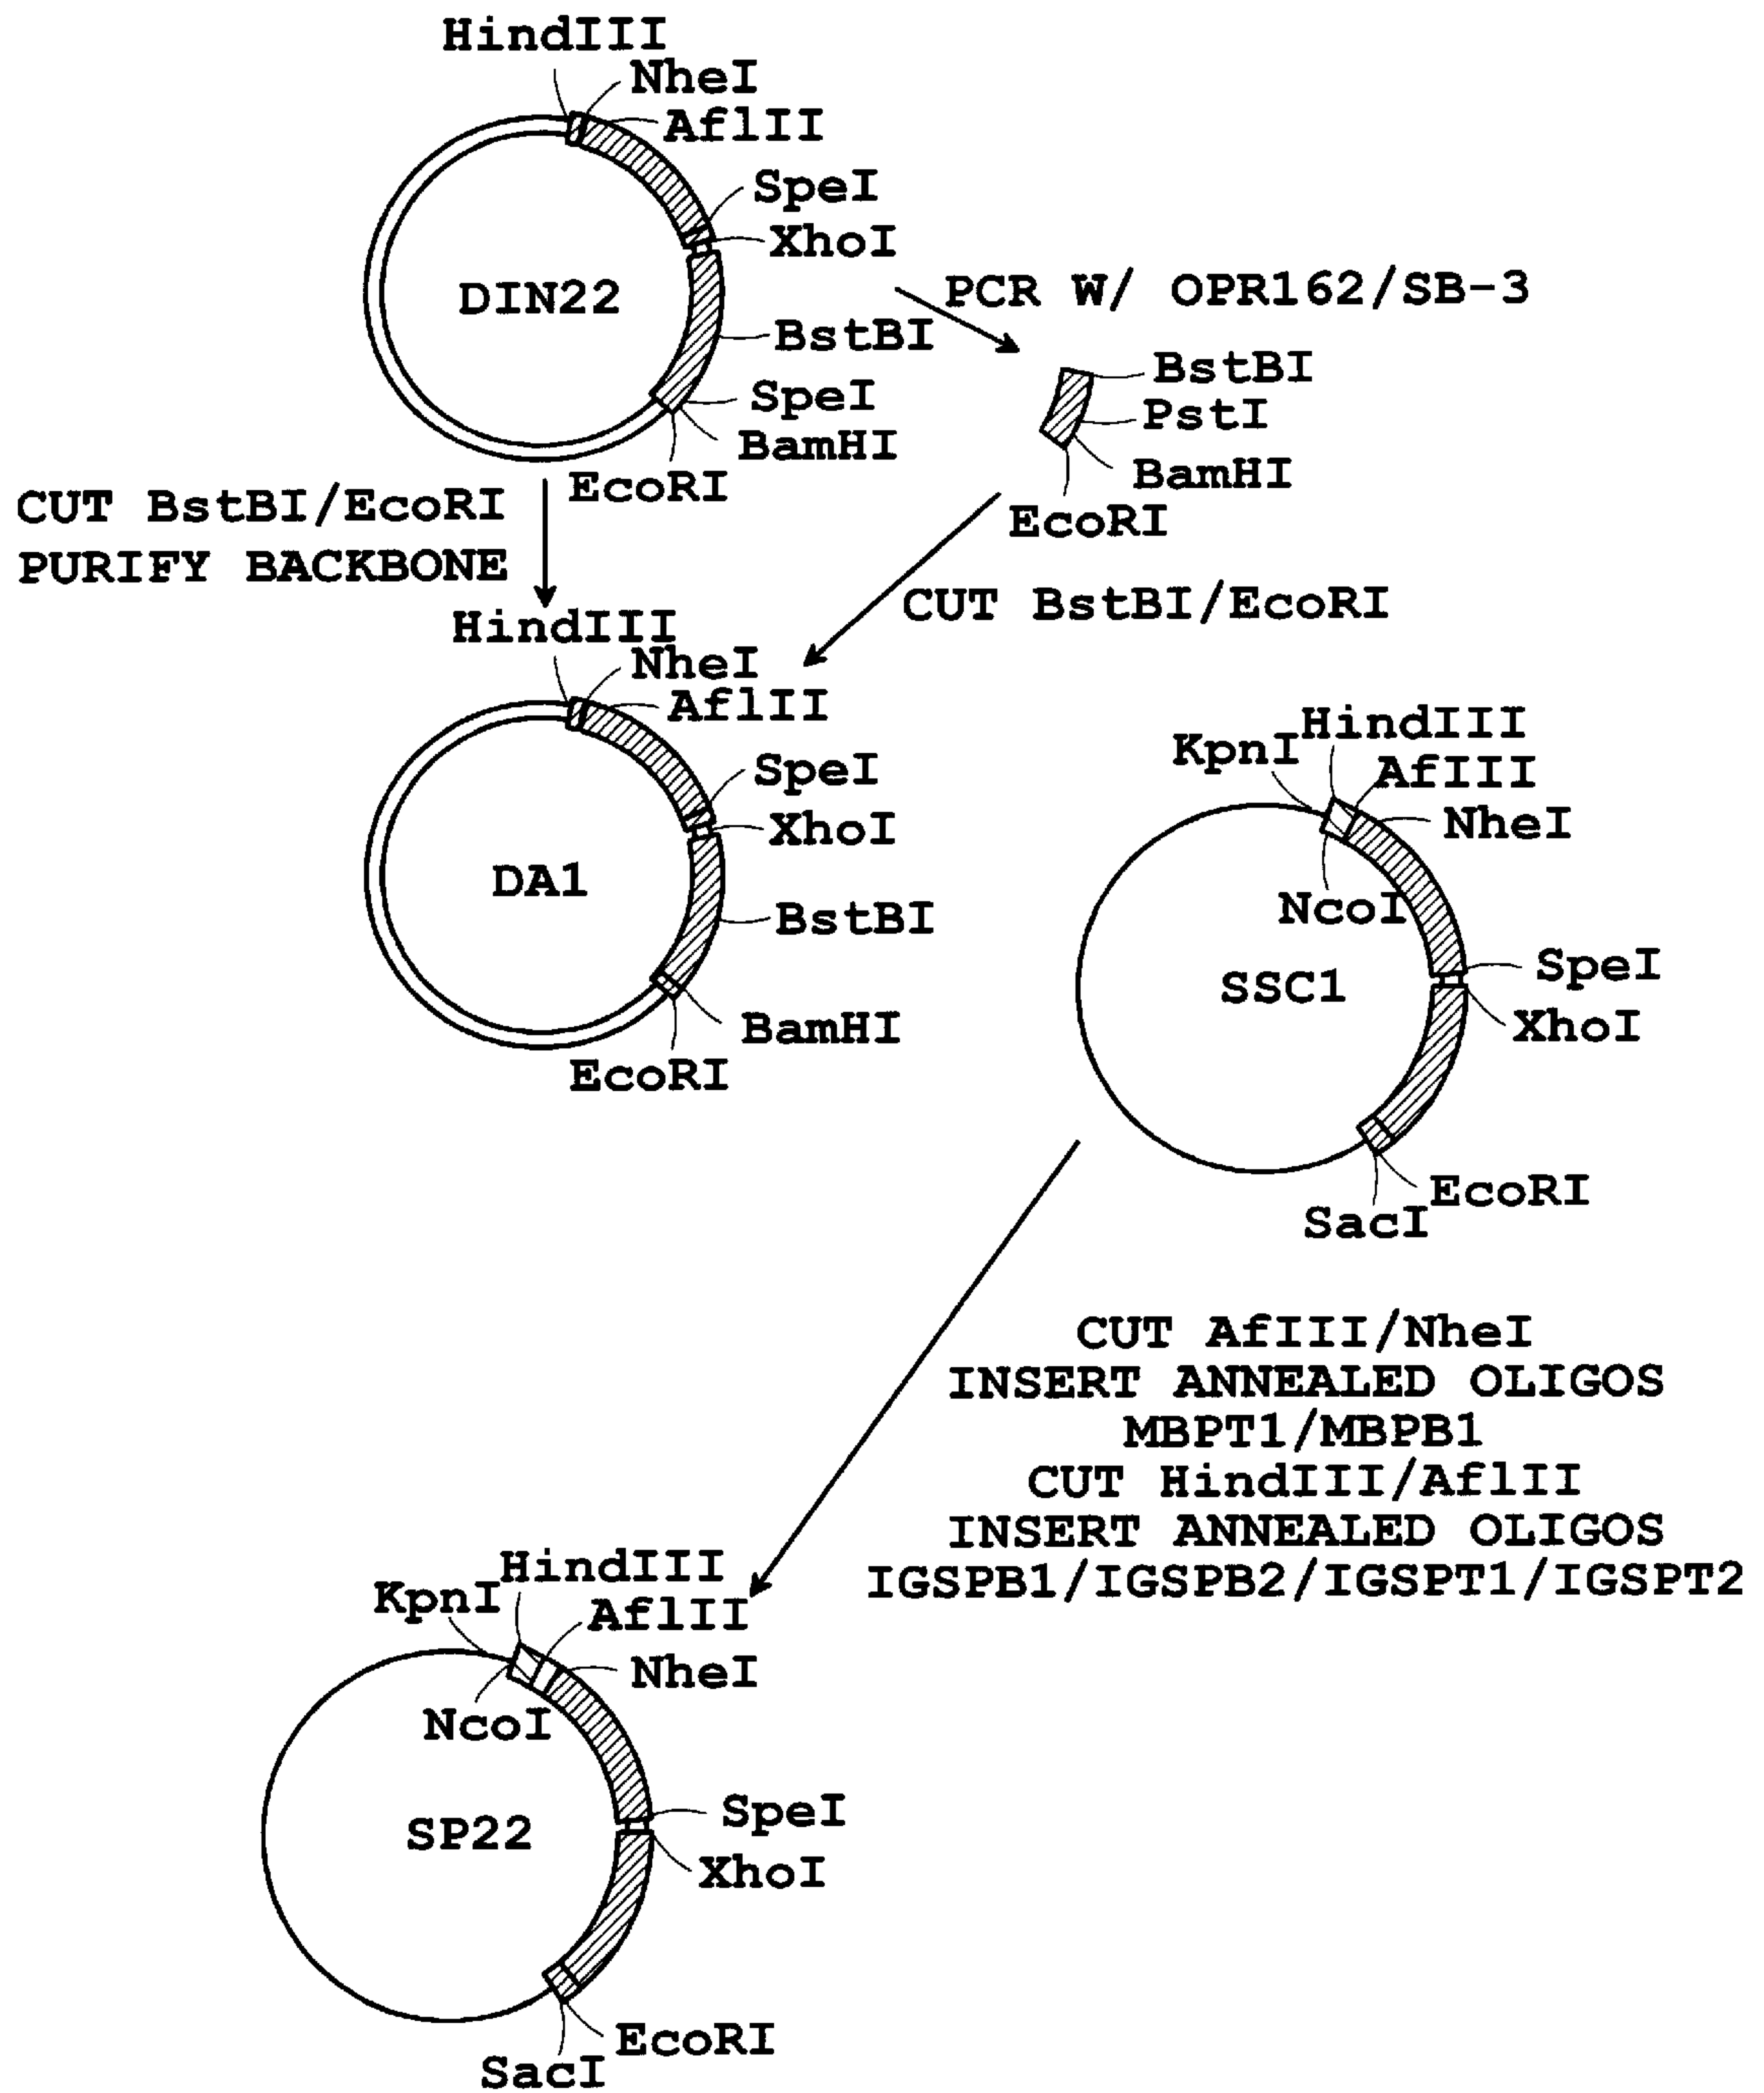 HindIII
NheI
AflII
SpeI
XhoI
DIN22
PCR W/ OPR162/SB-3
BstBI
SpeI
BamHI
EcoRI
BstBI
PstI
BamHI
EcoRI
CUT BstBI/EcoRI
PURIFY BACKBONE
CUT BstBI/EcoRI
HindIII
NheI
AflII
SpeI
XhoI
DA1
BstBI
BamHI
EcoRI
HindIII
KpnI
AfIII
NheI
NcoI
SpeI
SSC1
XhoI
EcoRI
SacI
CUT AfIII/NheI
INSERT ANNEALED OLIGOS
MBPT1/MBPB1
CUT HindIII/AflII
INSERT ANNEALED OLIGOS
IGSPB1/IGSPB2/IGSPT1/IGSPT2
HindIII
KpnI
AflII
NheI
NcoI
SpeI
SP22
XhoI
EcoRI
SacI